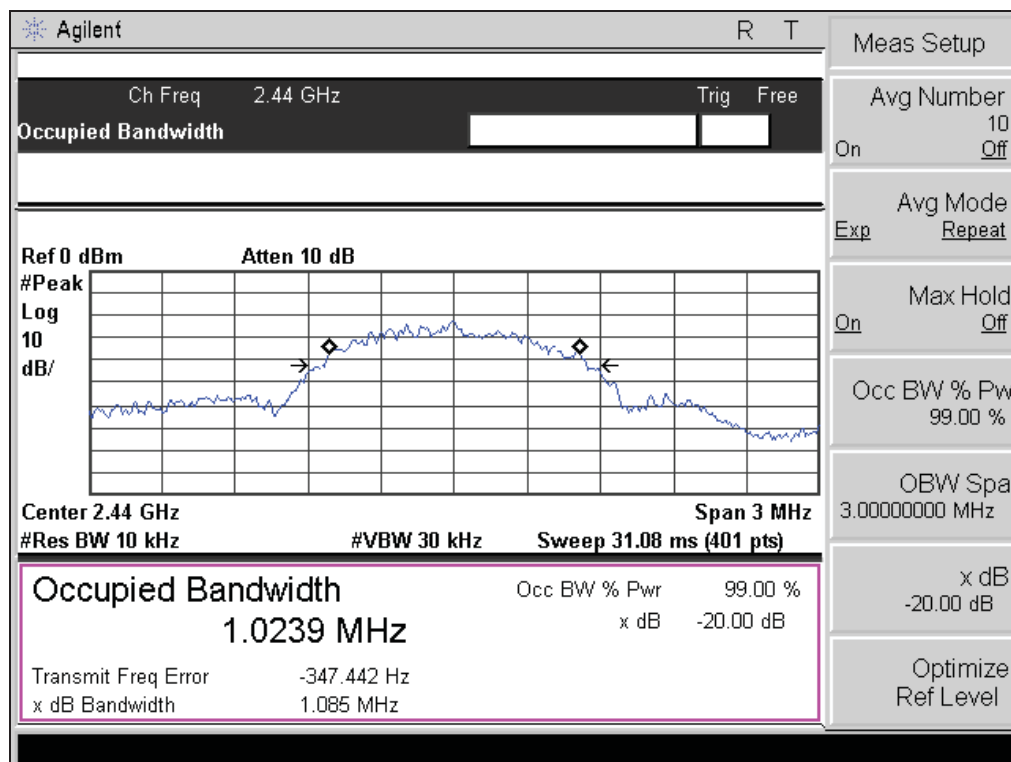 Agilent
R T
Ch Freq 2.44 GHz Trig Free
Occupied Bandwidth
Ref 0 dBm Atten 10 dB
#Peak
Log
10
dB/
Center 2.44 GHz Span 3 MHz
#Res BW 10 kHz #VBW 30 kHz Sweep 31.08 ms (401 pts)
Occupied Bandwidth
1.0239 MHz
Occ BW % Pwr 99.00 %
x dB -20.00 dB
Transmit Freq Error -347.442 Hz
x dB Bandwidth 1.085 MHz
Meas Setup
Avg Number
10
On Off
Avg Mode
Exp Repeat
Max Hold
On Off
Occ BW % Pw
99.00 %
OBW Spa
3.00000000 MHz
x dB
-20.00 dB
Optimize
Ref Level